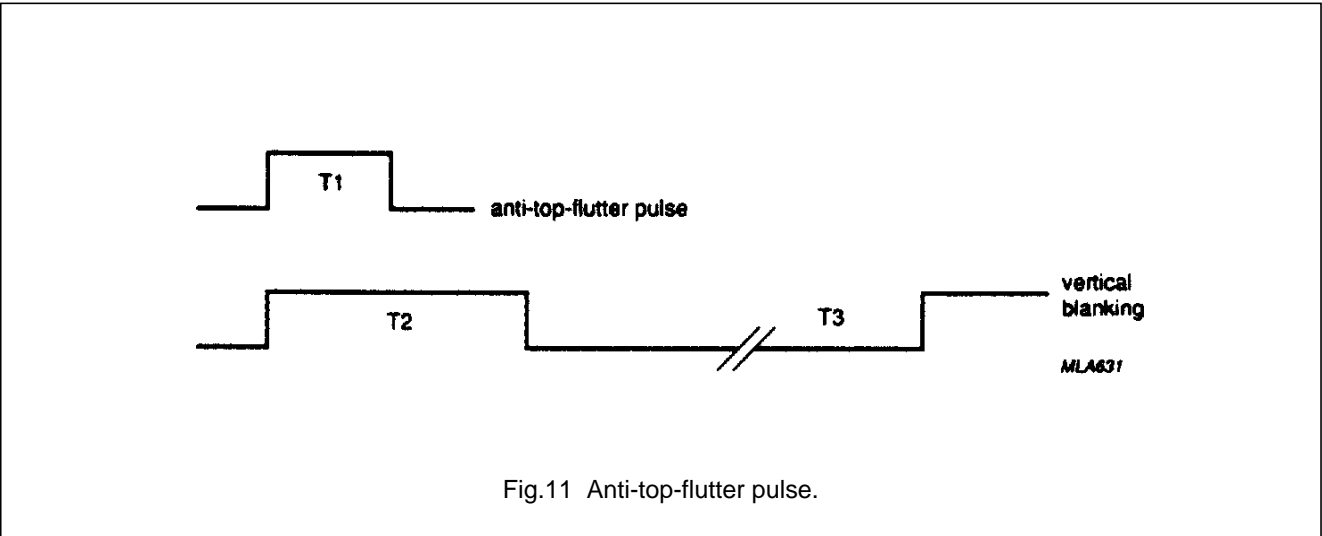 T1
anti-top-flutter pulse
T2
T3
vertical
blanking
MLA631
Fig.11 Anti-top-flutter pulse.